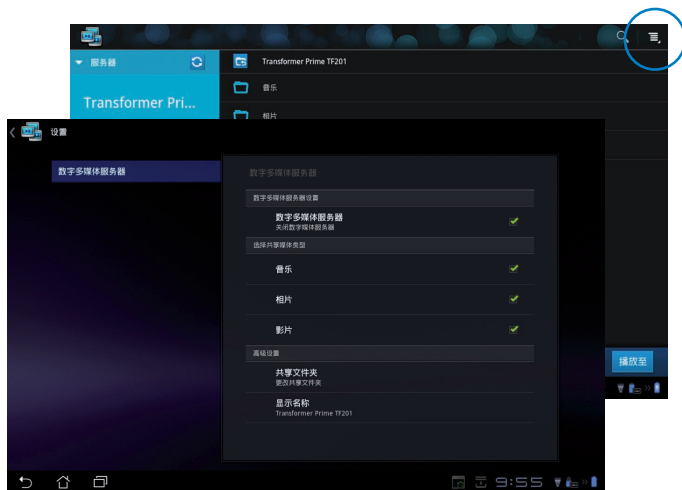 服务器
Transformer Prime TF201
音乐
Transformer Pri...
相片
设置
数字多媒体服务器
数字多媒体服务器
数字多媒体服务器设置
数字多媒体服务器
关闭数字媒体服务器
选择共享媒体类型
音乐
相片
影片
高级设置
共享文件夹
更改共享文件夹
显示名称
Transformer Prime TF201
播放至
9:55